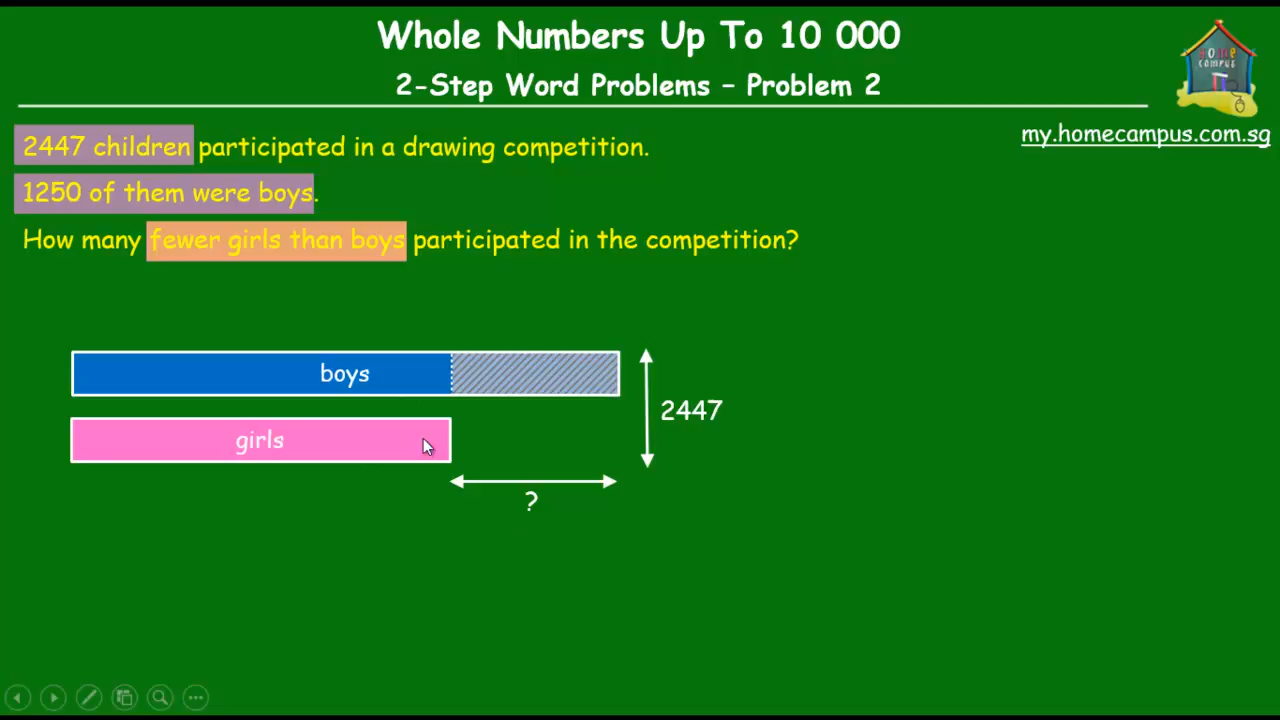 Whole Numbers Up To 10 000
2-Step Word Problems – Problem 2
HOME
campus
my.homecampus.com.sg
2447 children participated in a drawing competition.
1250 of them were boys.
How many fewer girls than boys participated in the competition?
boys
2447
girls
?